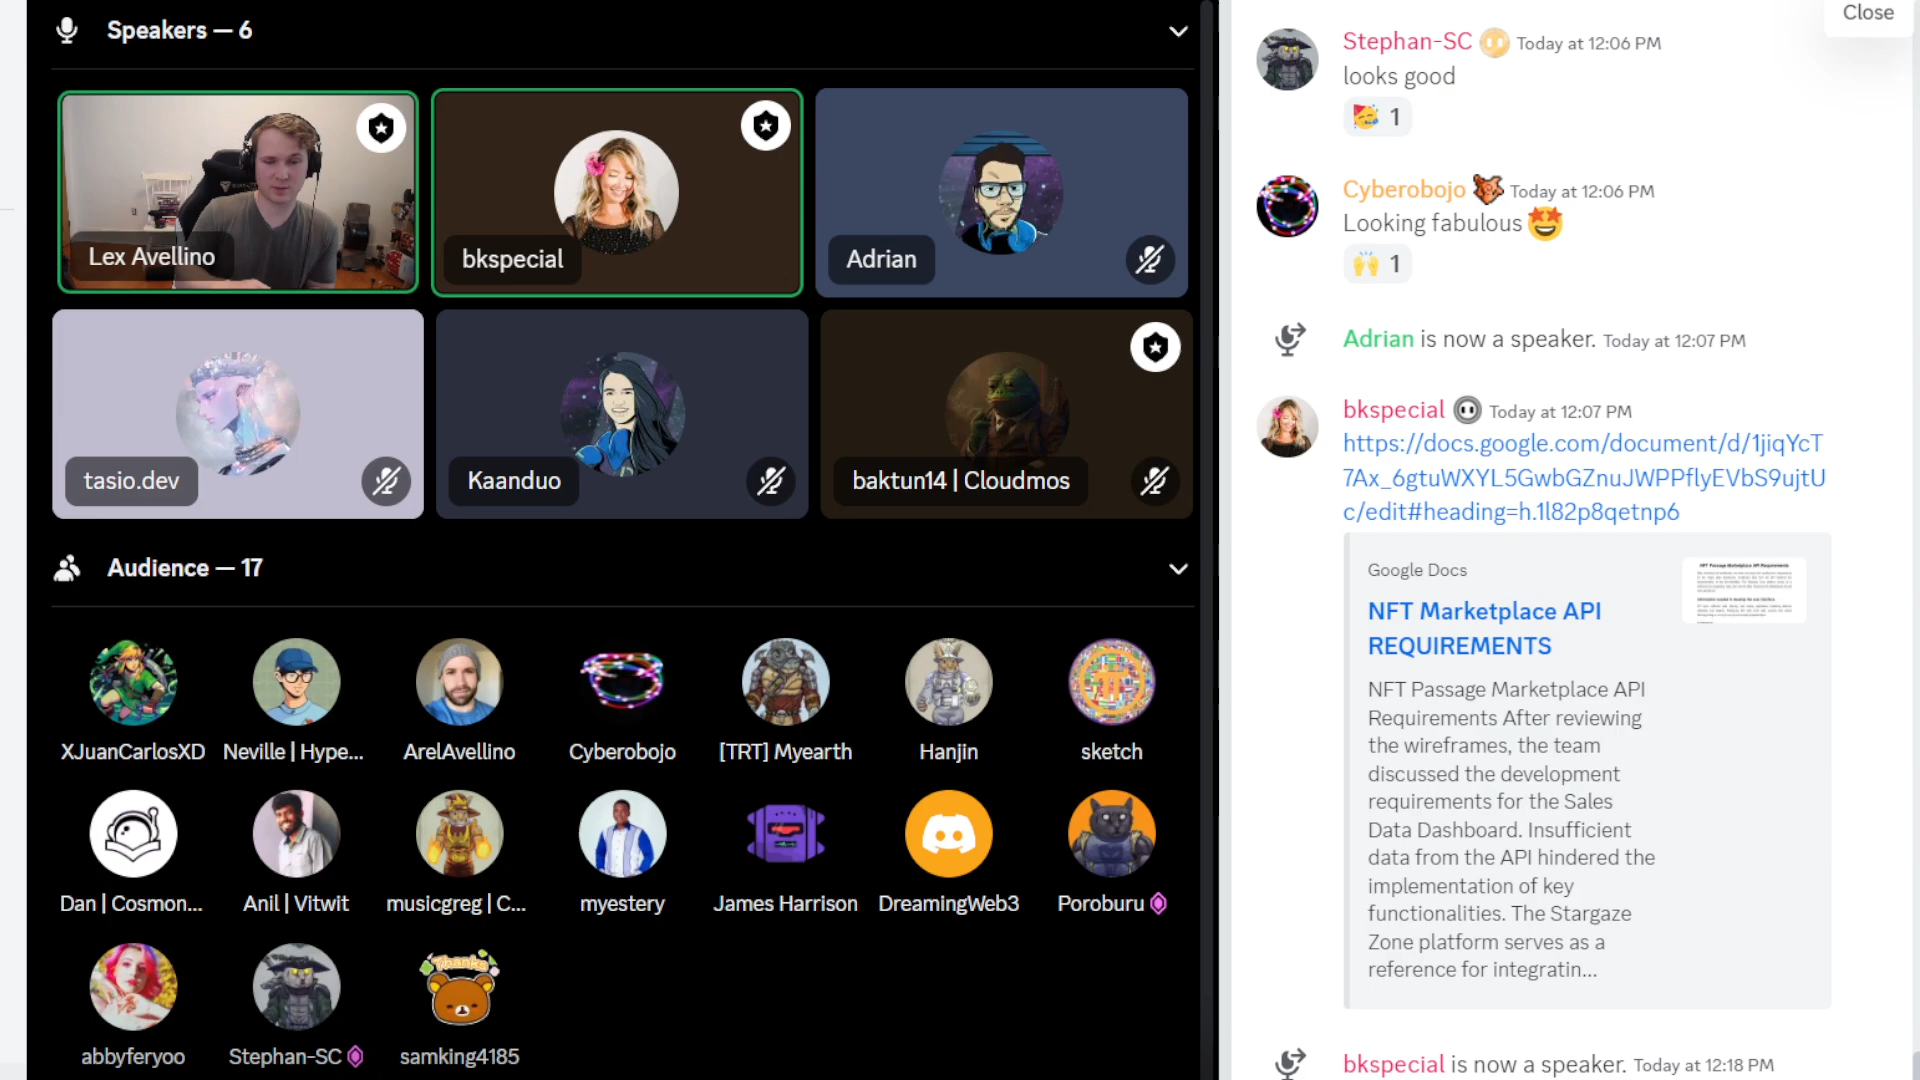 Speakers — 6
Lex Avellino
bkspecial
Adrian
tasio.dev
Kaanduo
baktun14 | Cloudmos
Audience — 17
XJuanCarlosXD
Neville | Hype...
ArelAvellino
Cyberobojo
[TRT] Myearth
Hanjin
sketch
Dan | Cosmon...
Anil | Vitwit
musicgreg | C...
myestery
James Harrison
DreamingWeb3
Poroburu
Thanks
abbyferyoo
Stephan-SC
samking4185
Close
Stephan-SC Today at 12:06 PM
looks good
1
Cyberobojo Today at 12:06 PM
Looking fabulous
1
Adrian is now a speaker. Today at 12:07 PM
bkspecial Today at 12:07 PM
https://docs.google.com/document/d/1jiqYcT
7Ax_6gtuWXYL5GwbGZnuJWPPflyEVbS9ujtU
c/edit#heading=h.1l82p8qetnp6
Google Docs
NFT Marketplace API
REQUIREMENTS
NFT Passage Marketplace API
Requirements After reviewing
the wireframes, the team
discussed the development
requirements for the Sales
Data Dashboard. Insufficient
data from the API hindered the
implementation of key
functionalities. The Stargaze
Zone platform serves as a
reference for integratin...
NFT Passage Marketplace API Requirements
bkspecial is now a speaker. Today at 12:18 PM